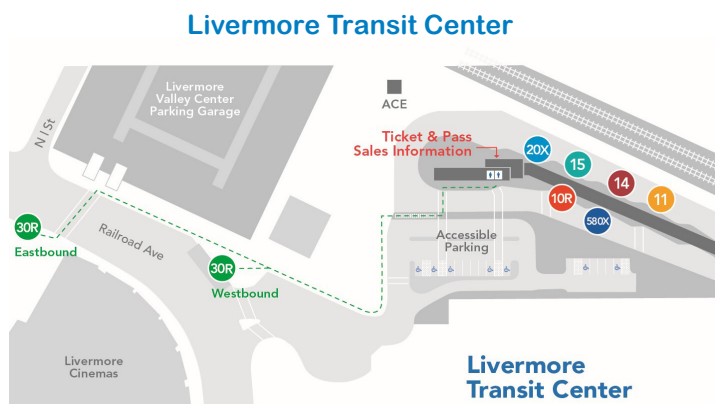 Livermore Transit Center
Livermore
Valley Center
Parking Garage
N I St
ACE
Ticket & Pass
Sales Information
20X
15
14
11
10R
580X
30R
Eastbound
Railroad Ave
30R
Westbound
Accessible
Parking
Livermore
Cinemas
Livermore
Transit Center